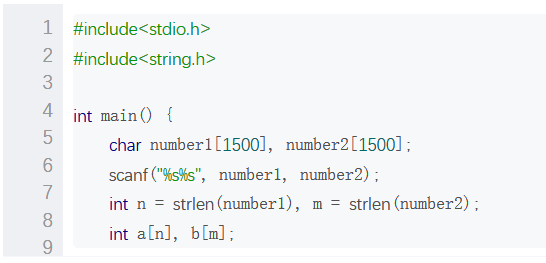 1 #include<stdio.h>
2 #include<string.h>
3
4 int main() {
5 char number1[1500], number2[1500];
6 scanf("%s%s", number1, number2);
7 int n = strlen(number1), m = strlen(number2);
8 int a[n], b[m];
9